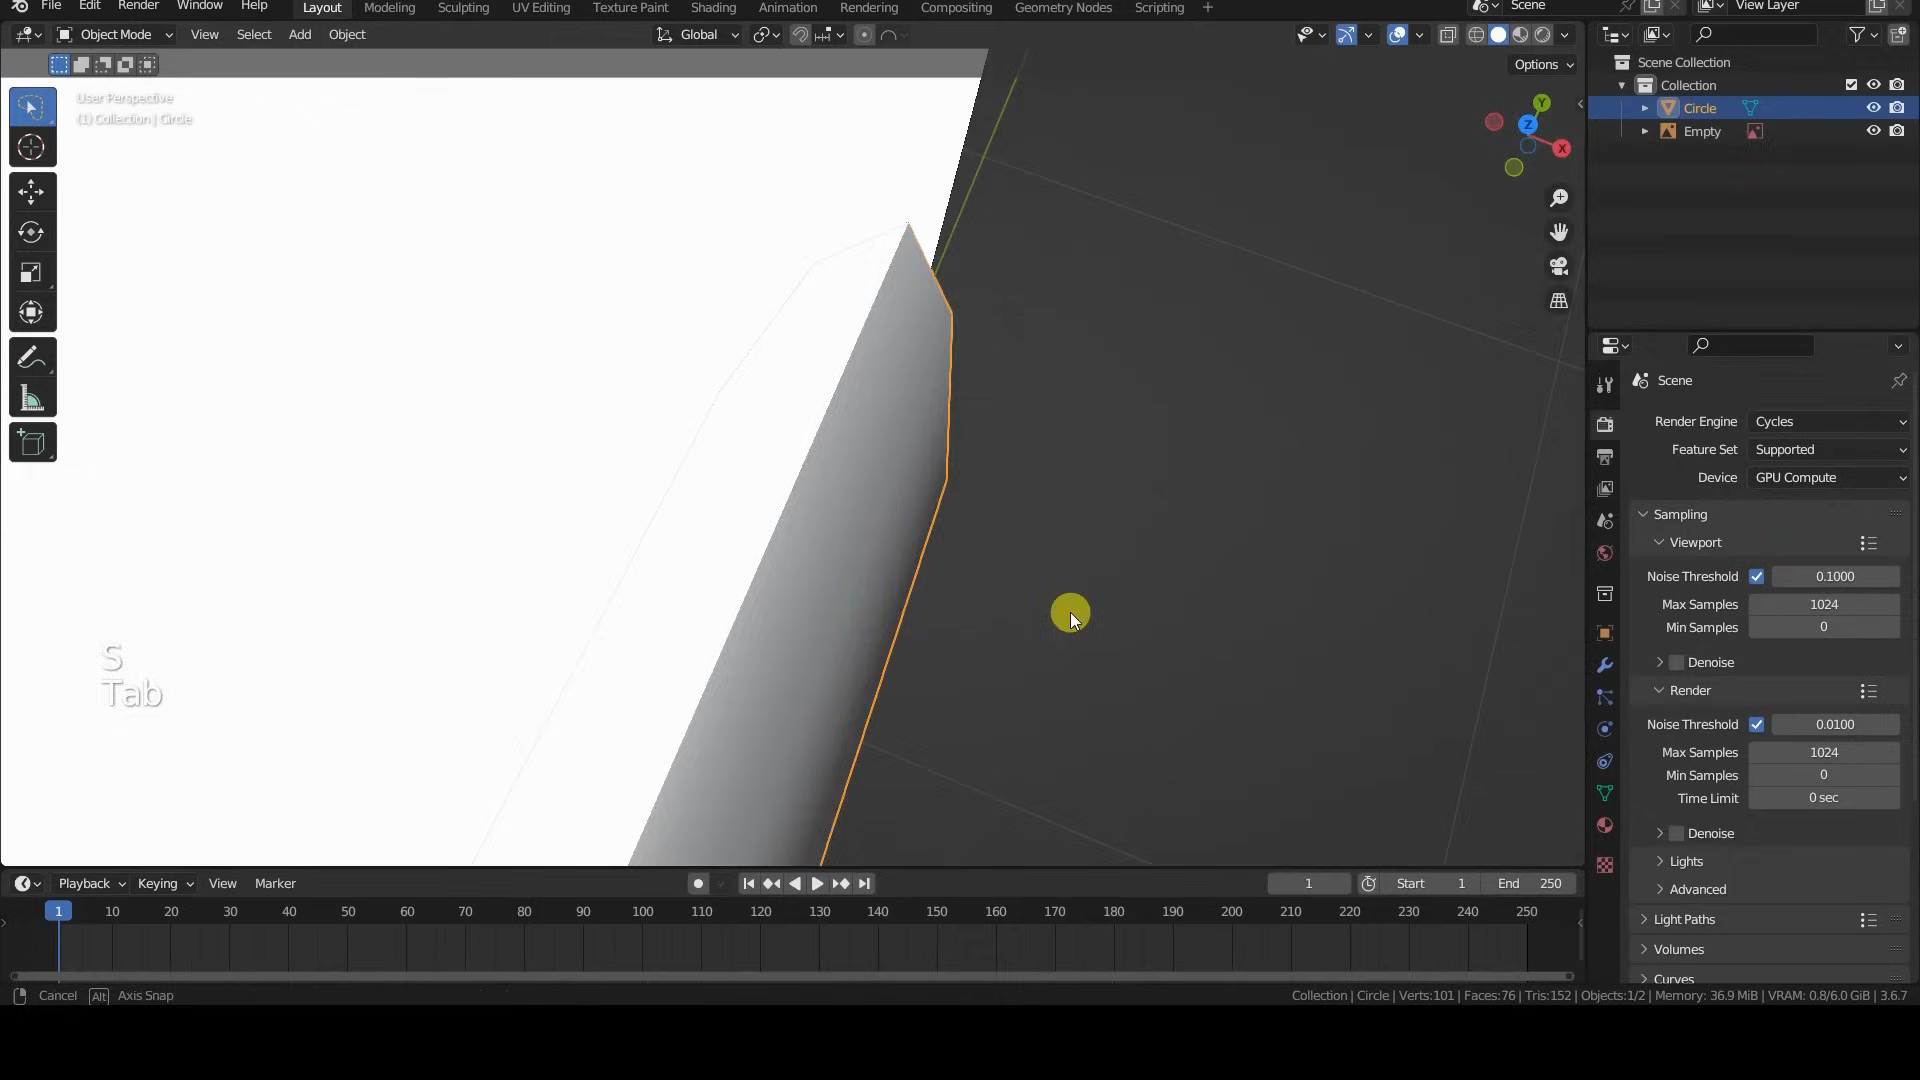 File Edit Render Window Help Layout Modeling Sculpting UV Editing Texture Paint Shading Animation Rendering Compositing Geometry Nodes Scripting + Scene View Layer
Object Mode View Select Add Object Global
Options
User Perspective
(1) Collection | Circle
Y
Z
X
S
Tab
Scene Collection
Collection
Circle
Empty
Scene
Render Engine Cycles
Feature Set Supported
Device GPU Compute
Sampling
Viewport
Noise Threshold 0.1000
Max Samples 1024
Min Samples 0
Denoise
Render
Noise Threshold 0.0100
Max Samples 1024
Min Samples 0
Time Limit 0 sec
Denoise
Lights
Advanced
Light Paths
Volumes
Curves
Playback Keying View Marker 1 Start 1 End 250
1 10 20 30 40 50 60 70 80 90 100 110 120 130 140 150 160 170 180 190 200 210 220 230 240 250
Cancel Alt Axis Snap Collection | Circle | Verts:101 | Faces:76 | Tris:152 | Objects:1/2 | Memory: 36.9 MiB | VRAM: 0.8/6.0 GiB | 3.6.7